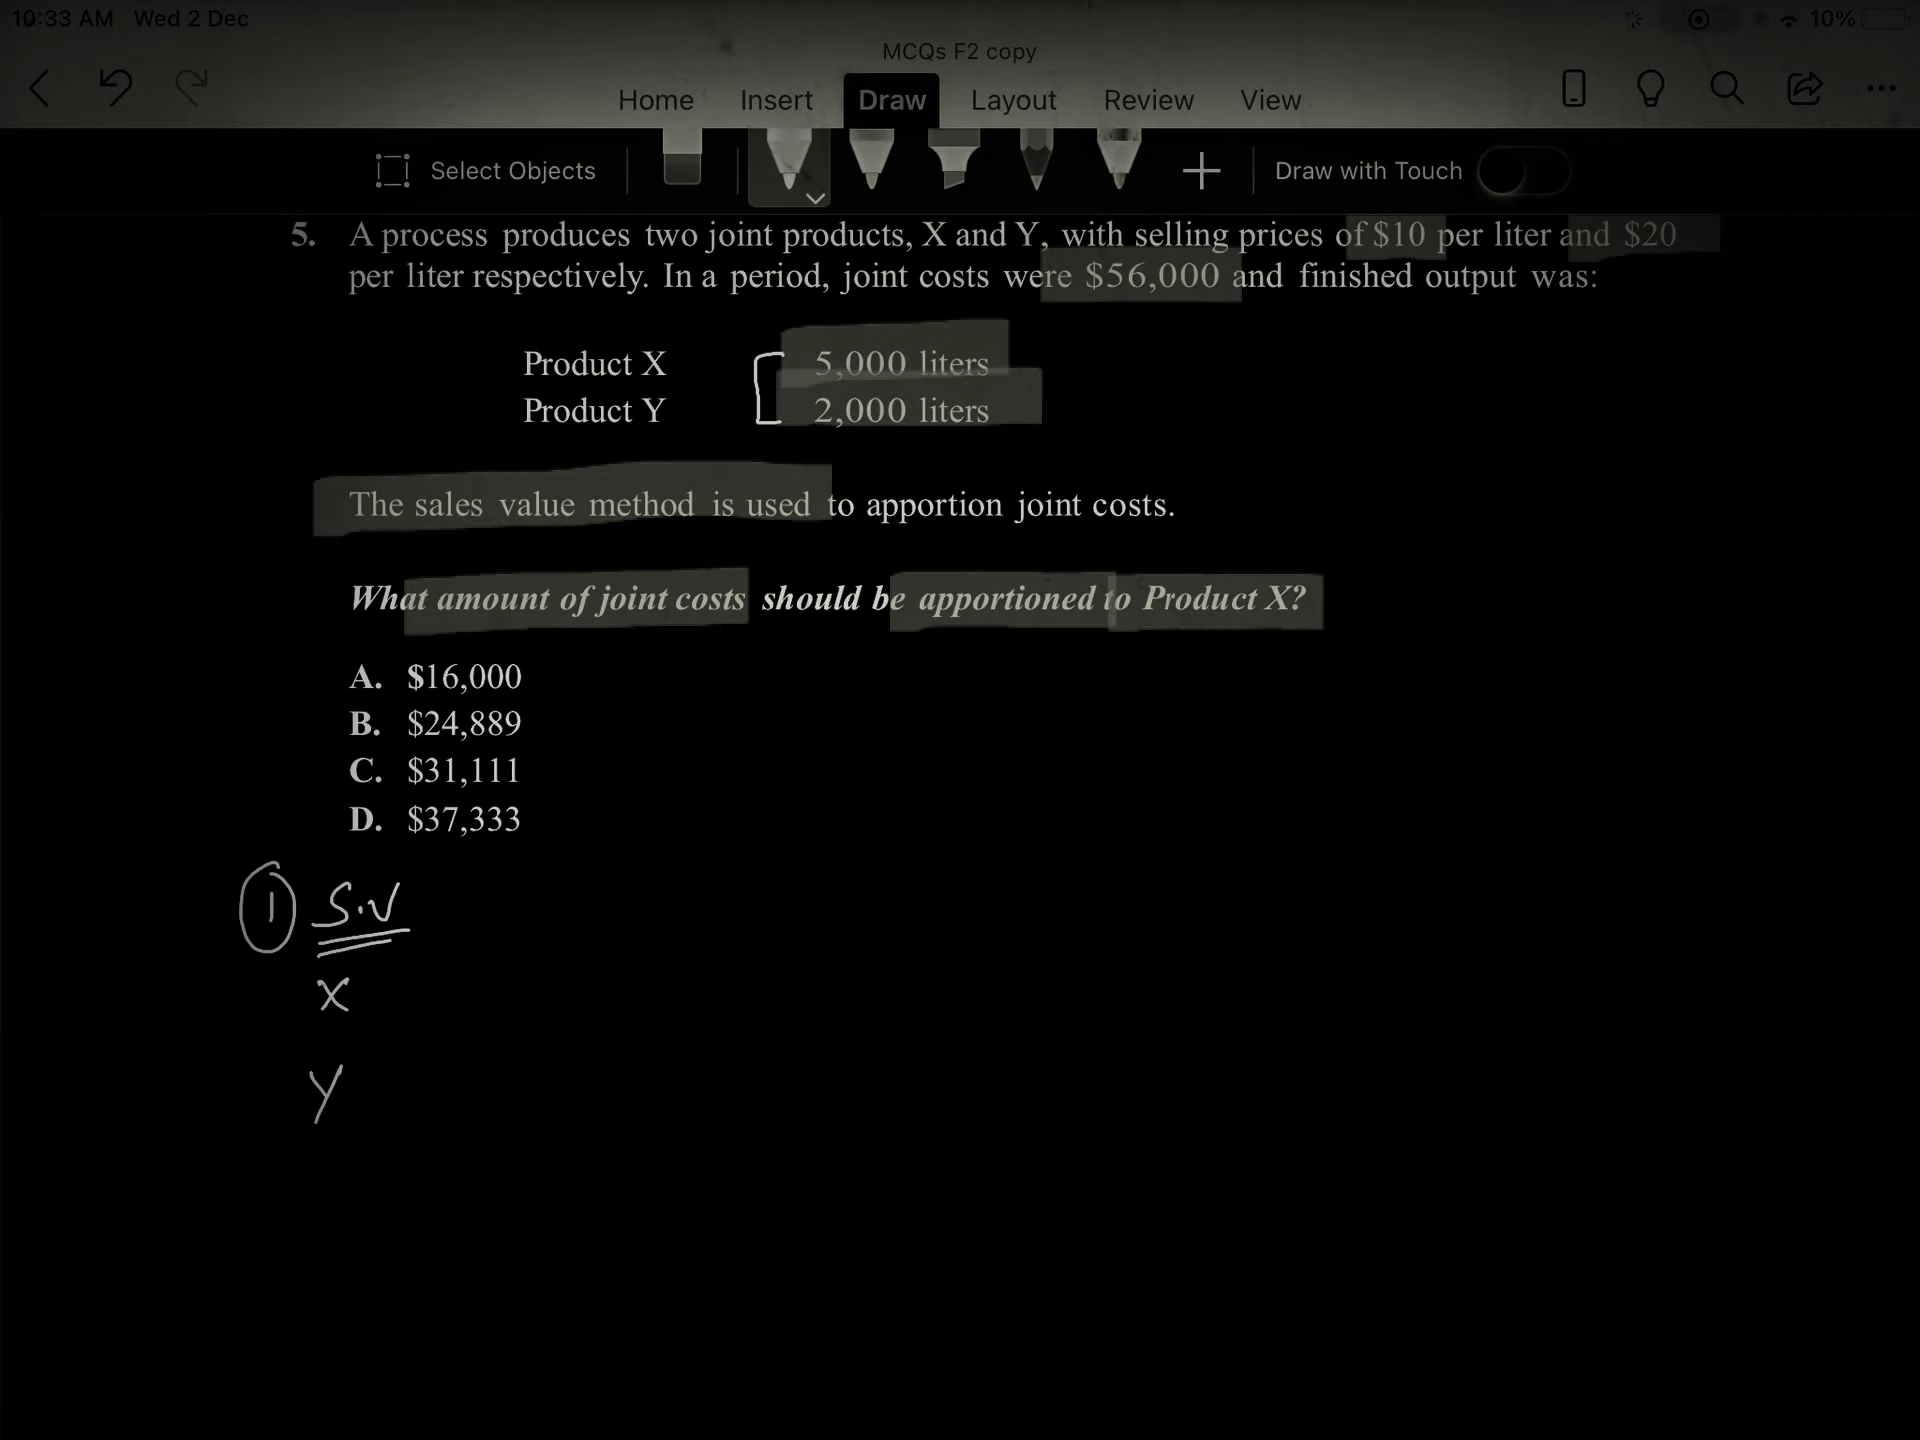 10:33 AM Wed 2 Dec
10%
MCQs F2 copy
Home Insert Draw Layout Review View
Select Objects
Draw with Touch
5. A process produces two joint products, X and Y, with selling prices of $10 per liter and $20
per liter respectively. In a period, joint costs were $56,000 and finished output was:
Product X 5,000 liters
Product Y 2,000 liters
The sales value method is used to apportion joint costs.
What amount of joint costs should be apportioned to Product X?
A. $16,000
B. $24,889
C. $31,111
D. $37,333
1 S.V
X
Y